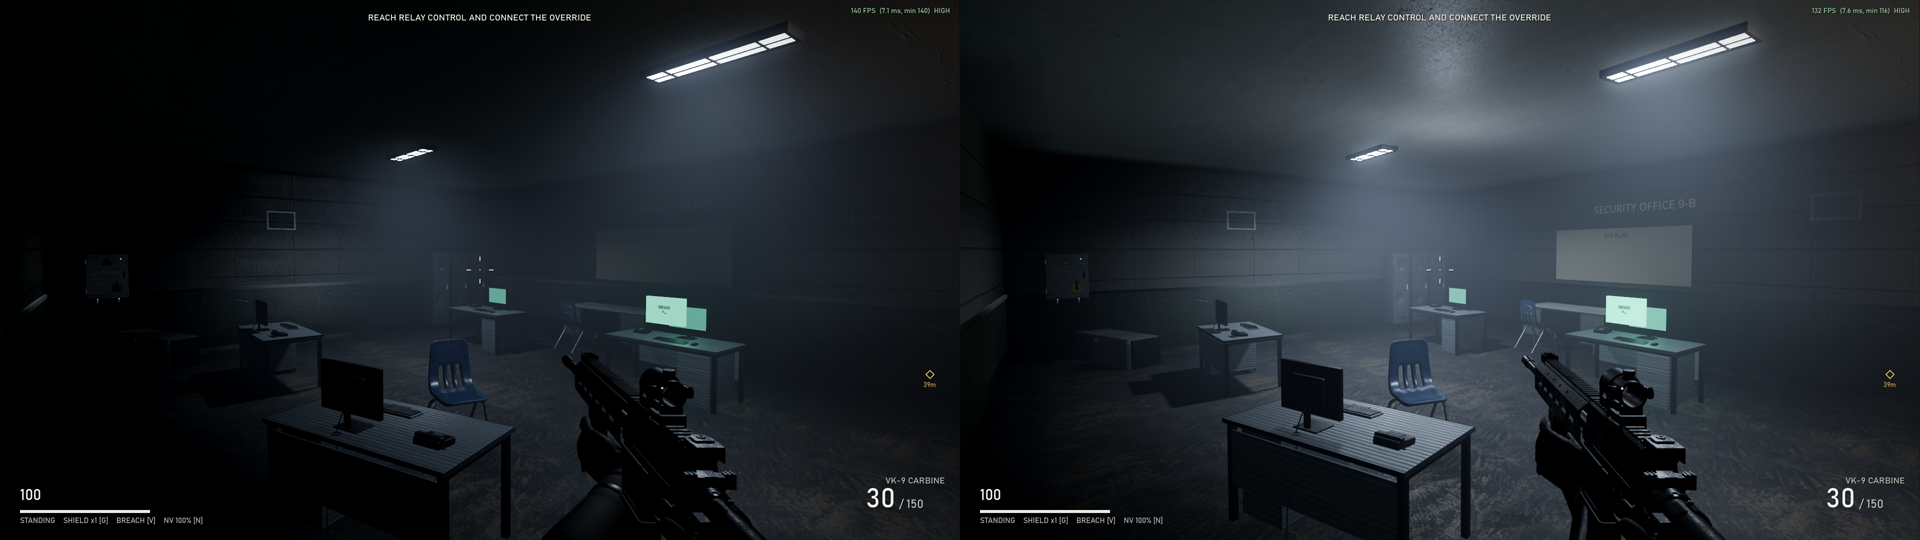 REACH RELAY CONTROL AND CONNECT THE OVERRIDE
140 FPS (7.1 ms, min 140) HIGH
39m
100
STANDING SHIELD x1 [G] BREACH [V] NV 100% [N]
VK-9 CARBINE
30 / 150
REACH RELAY CONTROL AND CONNECT THE OVERRIDE
132 FPS (7.6 ms, min 116) HIGH
SECURITY OFFICE 9-B
SITE PLAN
39m
100
STANDING SHIELD x1 [G] BREACH [V] NV 100% [N]
VK-9 CARBINE
30 / 150